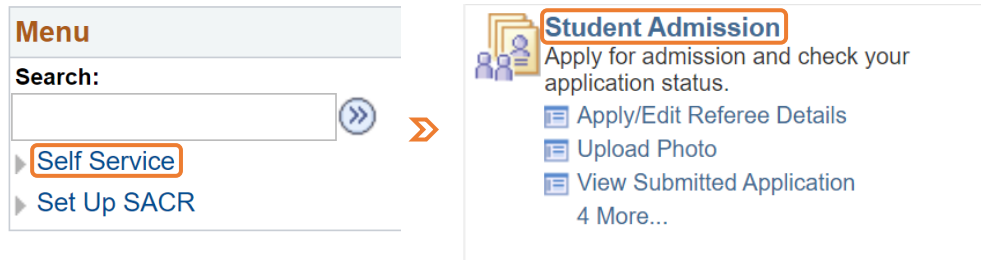 Menu
Search:
Self Service
Set Up SACR
Student Admission
Apply for admission and check your
application status.
Apply/Edit Referee Details
Upload Photo
View Submitted Application
4 More...